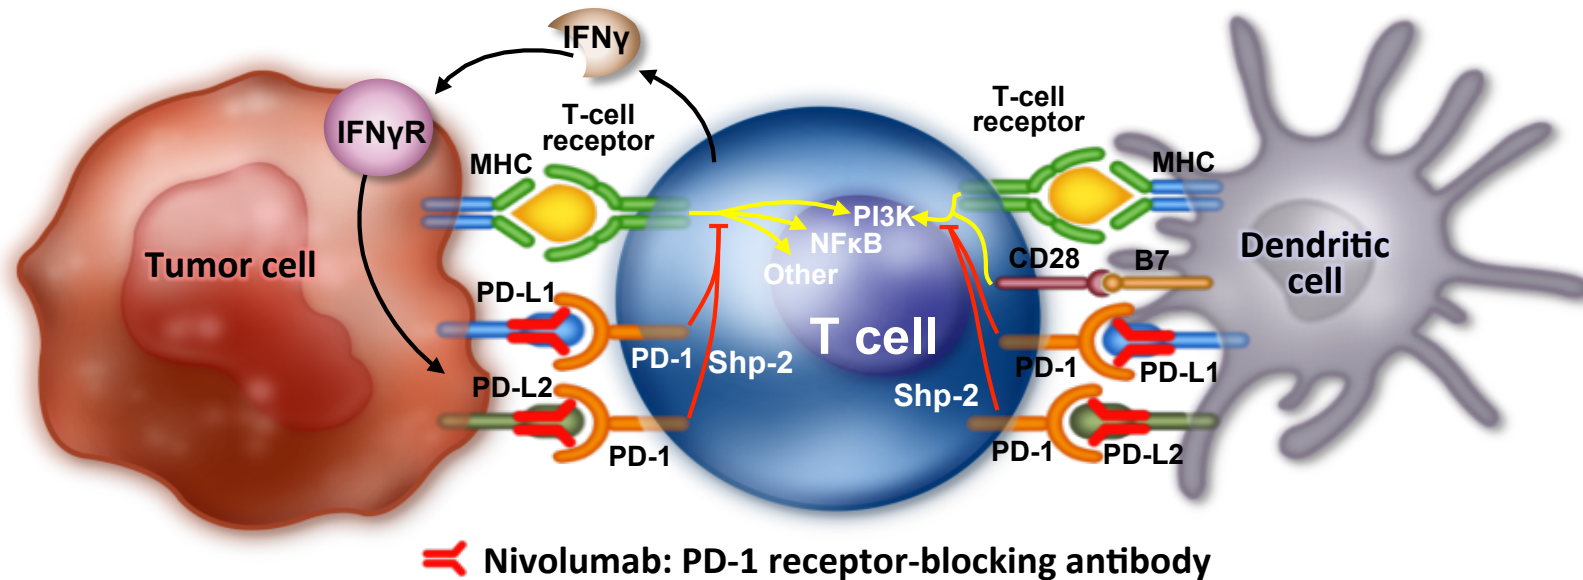 IFNγ
IFNγR
T-cell
receptor
MHC
T-cell
receptor
MHC
PI3K
NFκB
Other
Tumor cell
Dendritic
cell
CD28
B7
PD-L1
PD-1
Shp-2
T cell
PD-1
PD-L1
PD-L2
Shp-2
PD-1
PD-1
PD-L2
Nivolumab: PD-1 receptor-blocking antibody